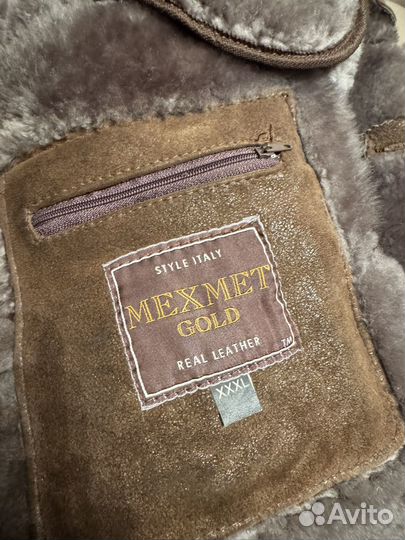 STYLE ITALY
MEXMET
GOLD
REAL LEATHER
TM
XXXL
Avito